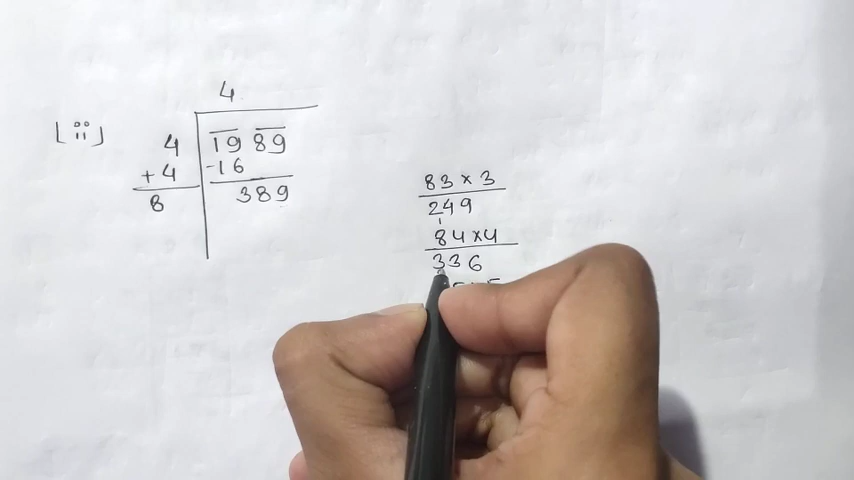 4
[ii] 4 19 89
+ 4 -16
8 389
83 × 3
249
84 × 4
336